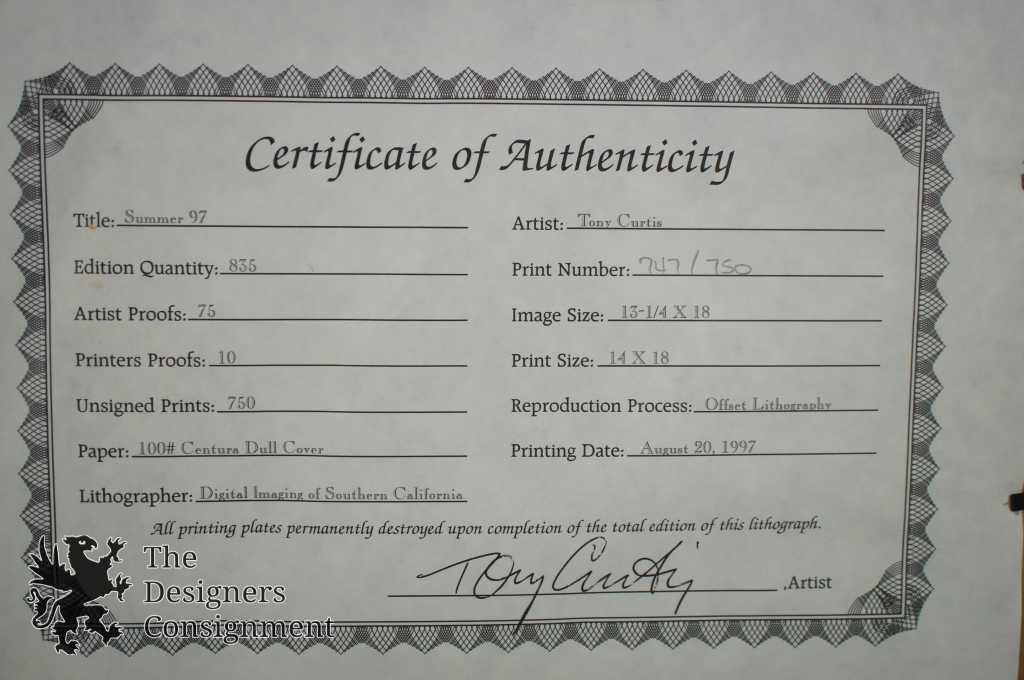 Certificate of Authenticity
Title: Summer 97
Artist: Tony Curtis
Edition Quantity: 835
Print Number: 747/750
Artist Proofs: 75
Image Size: 13-1/4 X 18
Printers Proofs: 10
Print Size: 14 X 18
Unsigned Prints: 750
Reproduction Process: Offset Lithography
Paper: 100# Centura Dull Cover
Printing Date: August 20, 1997
Lithographer: Digital Imaging of Southern California
All printing plates permanently destroyed upon completion of the total edition of this lithograph.
Tony Curtis ,Artist
The
Designers
Consignment